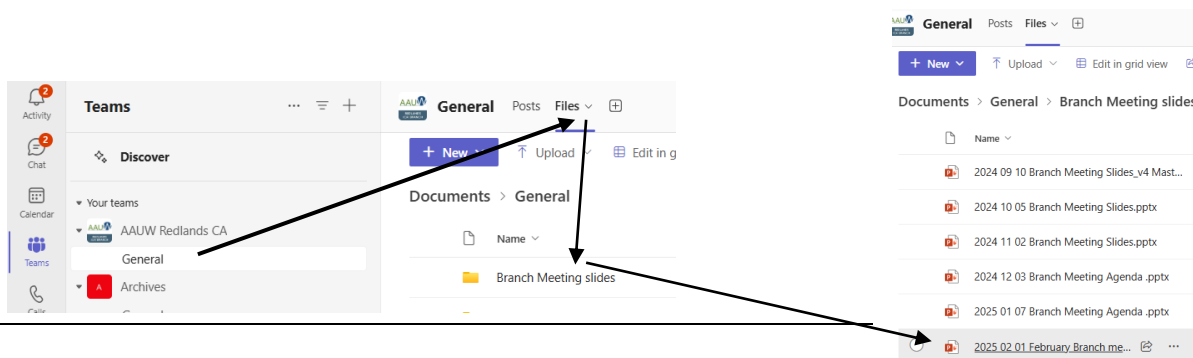 2
Activity
2
Chat
Calendar
Teams
Calls
Teams
Discover
Your teams
AAUW Redlands CA
General
A Archives
AAUW General Posts Files
+ New Upload Edit in g
Documents > General
Name
Branch Meeting slides
General Posts Files
+ New Upload Edit in grid view
Documents > General > Branch Meeting slides
Name
2024 09 10 Branch Meeting Slides_v4 Mast...
2024 10 05 Branch Meeting Slides.pptx
2024 11 02 Branch Meeting Slides.pptx
2024 12 03 Branch Meeting Agenda .pptx
2025 01 07 Branch Meeting Agenda .pptx
2025 02 01 February Branch me... ...